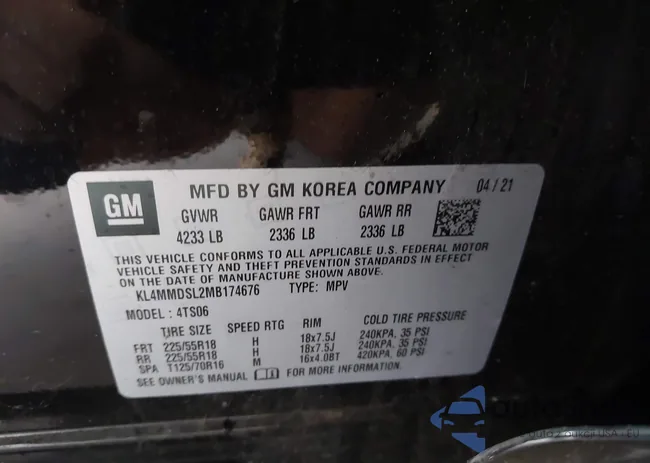 GM
MFD BY GM KOREA COMPANY 04/21
GVWR GAWR FRT GAWR RR
4233 LB 2336 LB 2336 LB
THIS VEHICLE CONFORMS TO ALL APPLICABLE U.S. FEDERAL MOTOR
VEHICLE SAFETY AND THEFT PREVENTION STANDARDS IN EFFECT
ON THE DATE OF MANUFACTURE SHOWN ABOVE.
KL4MMDSL2MB174676 TYPE: MPV
MODEL: 4TS06
TIRE SIZE SPEED RTG RIM COLD TIRE PRESSURE
FRT 225/55R18 H 18x7.5J 240KPA, 35 PSI
RR 225/55R18 H 18x7.5J 240KPA, 35 PSI
SPA T125/70R16 M 16x4.0BT 420KPA, 60 PSI
SEE OWNER'S MANUAL FOR MORE INFORMATION.